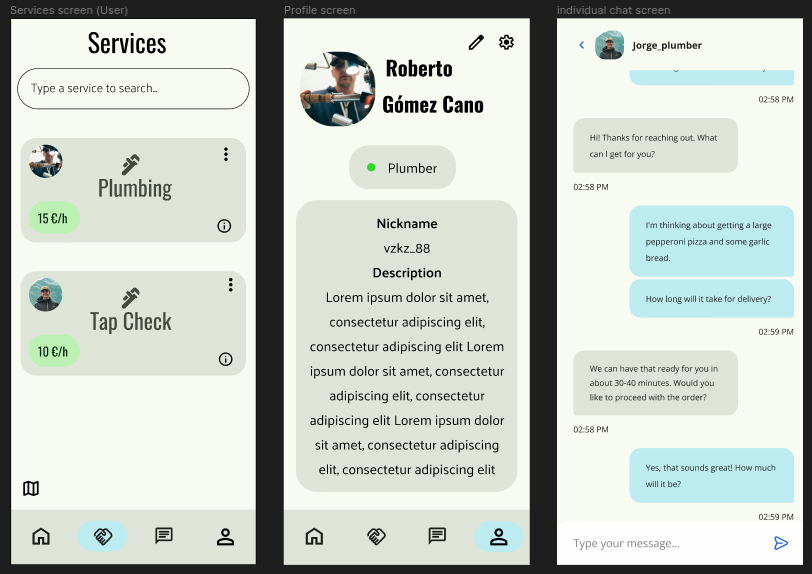 Services screen (User)
Services
Type a service to search..
Plumbing
15 €/h
Tap Check
10 €/h
Profile screen
Roberto
Gómez Cano
Plumber
Nickname
vzkz_88
Description
Lorem ipsum dolor sit amet,
consectetur adipiscing elit,
consectetur adipiscing elit Lorem
ipsum dolor sit amet, consectetur
adipiscing elit, consectetur
adipiscing elit Lorem ipsum dolor
sit amet, consectetur adipiscing
elit, consectetur adipiscing elit
individual chat screen
Jorge_plumber
02:58 PM
Hi! Thanks for reaching out. What
can I get for you?
02:58 PM
I'm thinking about getting a large
pepperoni pizza and some garlic
bread.
How long will it take for delivery?
02:59 PM
We can have that ready for you in
about 30-40 minutes. Would you
like to proceed with the order?
02:58 PM
Yes, that sounds great! How much
will it be?
02:59 PM
Type your message...